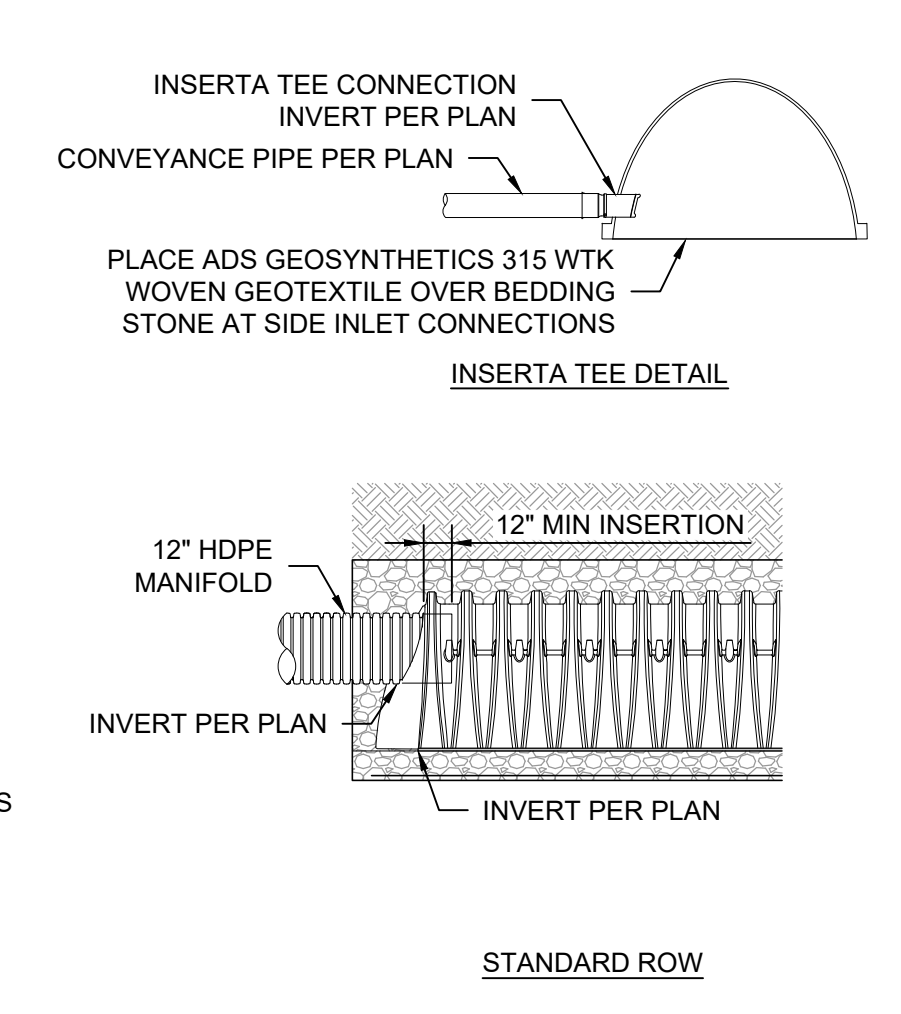 INSERTA TEE CONNECTION
INVERT PER PLAN
CONVEYANCE PIPE PER PLAN
PLACE ADS GEOSYNTHETICS 315 WTK
WOVEN GEOTEXTILE OVER BEDDING
STONE AT SIDE INLET CONNECTIONS
INSERTA TEE DETAIL
12" MIN INSERTION
12" HDPE
MANIFOLD
INVERT PER PLAN
S
INVERT PER PLAN
STANDARD ROW